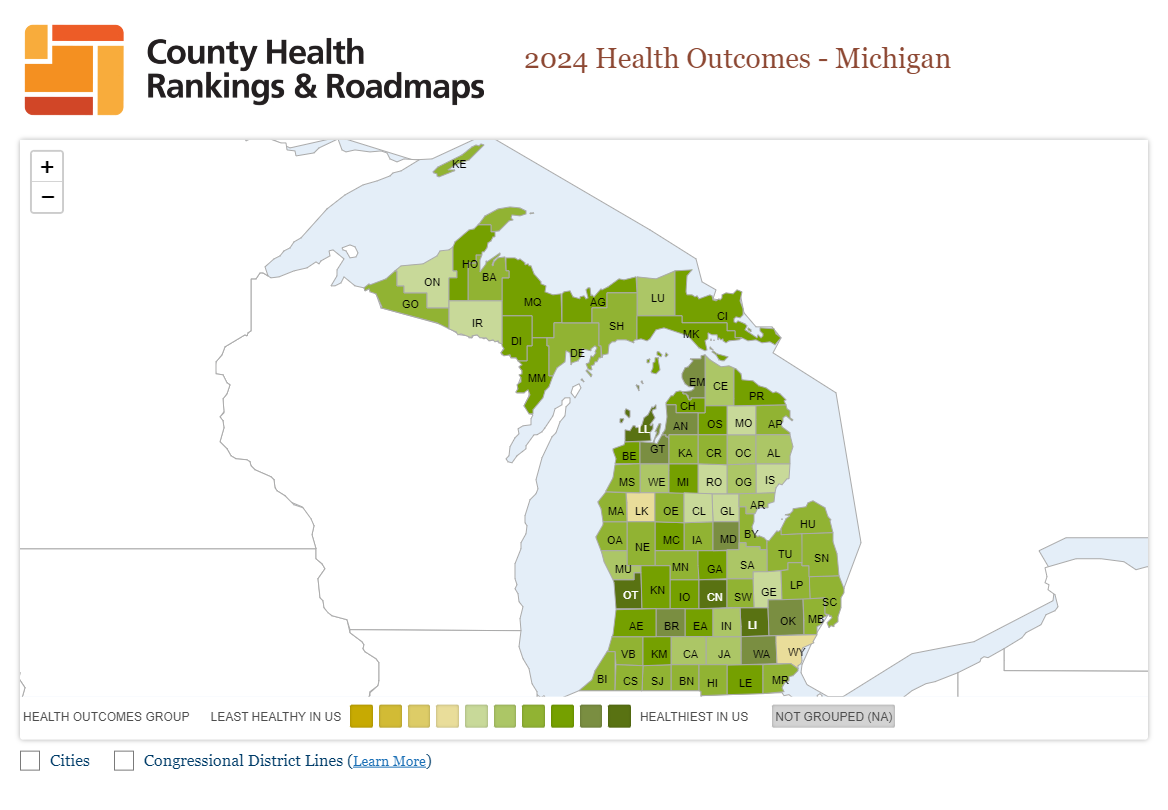 County Health
Rankings & Roadmaps
2024 Health Outcomes - Michigan
+
−
KE
HO
BA
ON
GO
IR
MQ
AG
LU
CI
SH
MK
DI
DE
MM
EM
CE
PR
CH
LL
AN
OS
MO
AP
BE
GT
KA
CR
OC
AL
MS
WE
MI
RO
OG
IS
MA
LK
OE
CL
GL
AR
HU
OA
NE
MC
IA
MD
BY
TU
SN
MU
MN
GA
SA
OT
KN
IO
CN
SW
GE
LP
SC
AE
BR
EA
IN
LI
OK
MB
VB
KM
CA
JA
WA
WY
BI
CS
SJ
BN
HI
LE
MR
HEALTH OUTCOMES GROUP LEAST HEALTHY IN US HEALTHIEST IN US NOT GROUPED (NA)
Cities Congressional District Lines (Learn More)